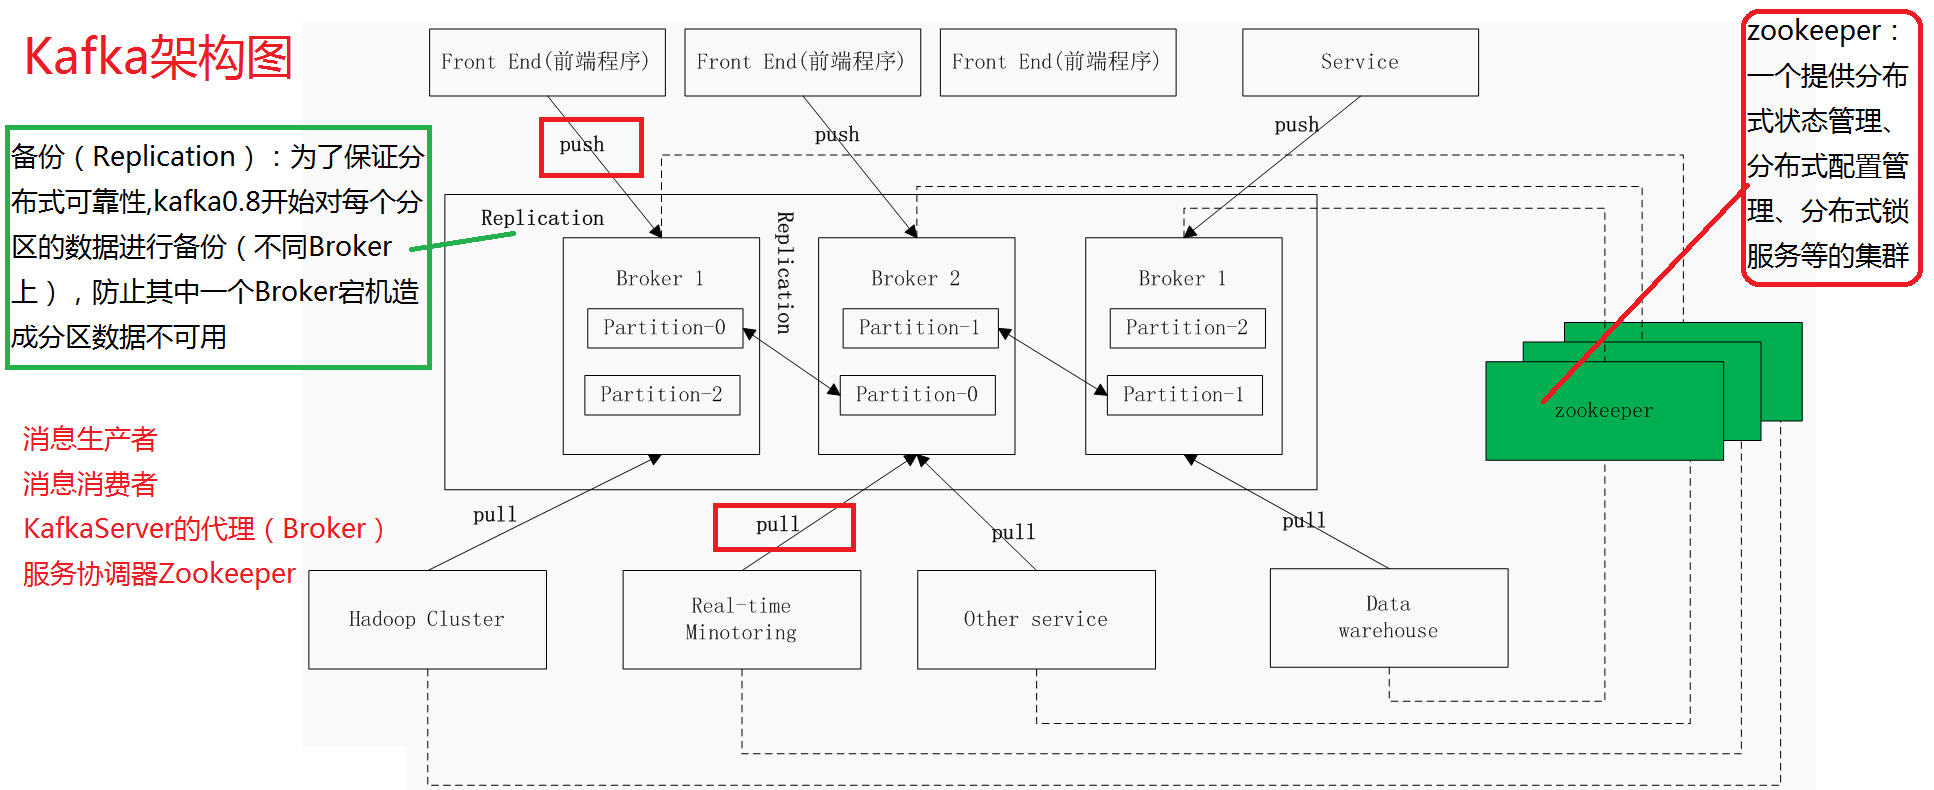 Kafka架构图
Front End(前端程序)
Front End(前端程序)
Front End(前端程序)
Service
zookeeper：
一个提供分布
式状态管理、
分布式配置管
理、分布式锁
服务等的集群
push
push
push
备份（Replication）：为了保证分
布式可靠性,kafka0.8开始对每个分
区的数据进行备份（不同Broker
上），防止其中一个Broker宕机造
成分区数据不可用
Replication
Replication
Broker 1
Partition-0
Partition-2
Broker 2
Partition-1
Partition-0
Broker 1
Partition-2
Partition-1
zookeeper
消息生产者
消息消费者
KafkaServer的代理（Broker）
服务协调器Zookeeper
pull
pull
pull
pull
Hadoop Cluster
Real-time
Minotoring
Other service
Data
warehouse